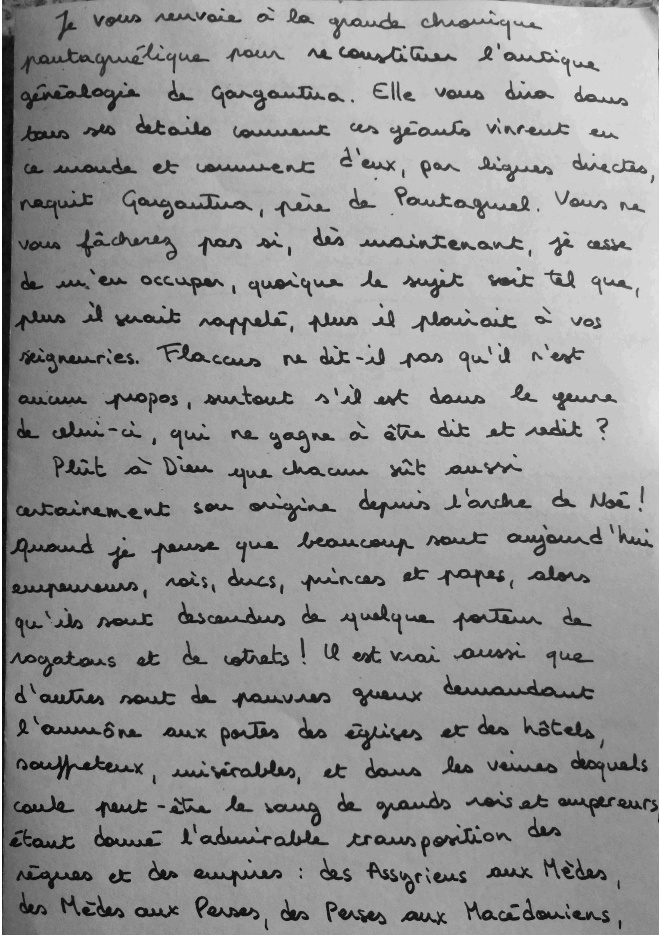 Je vous renvoie à la grande chronique
pantagruélique pour reconstituer l'antique
généalogie de Gargantua. Elle vous dira dans
tous ses détails comment ces géants vinrent en
ce monde et comment d'eux, par lignes directes,
naquit Gargantua, père de Pantagruel. Vous ne
vous fâcherez pas si, dès maintenant, je cesse
de m'en occuper, quoique le sujet soit tel que,
plus il serait rappelé, plus il plairait à vos
seigneuries. Flaccus ne dit-il pas qu'il n'est
aucun propos, surtout s'il est dans le genre
de celui-ci, qui ne gagne à être dit et redit ?
Plût à Dieu que chacun sût aussi
certainement son origine depuis l'arche de Noé !
Quand je pense que beaucoup sont aujourd'hui
empereurs, rois, ducs, princes et papes, alors
qu'ils sont descendus de quelque porteur de
rogatons et de cotrets ! Il est vrai aussi que
d'autres sont de pauvres gueux demandant
l'aumône aux portes des églises et des hôtels,
souffreteux, misérables, et dans les veines desquels
coule peut-être le sang de grands rois et empereurs,
étant donné l'admirable transposition des
règnes et des empires : des Assyriens aux Mèdes,
des Mèdes aux Perses, des Perses aux Macédoniens,